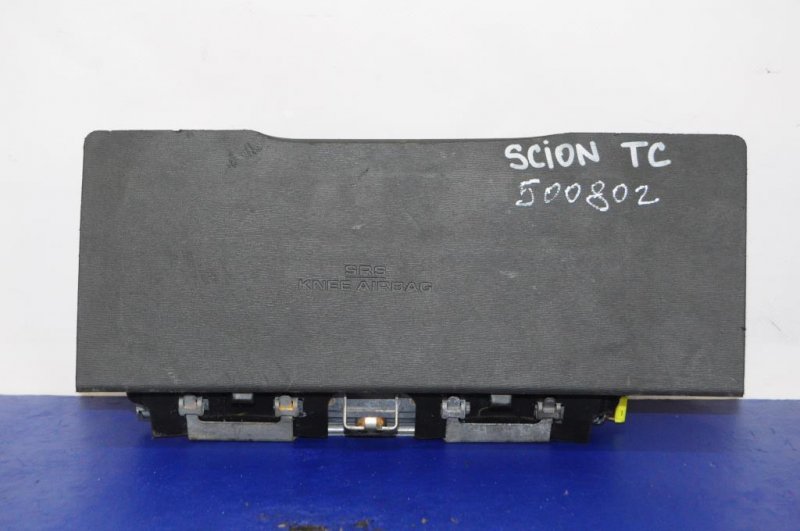 SCION TC
500802
SRS
KNEE AIRBAG